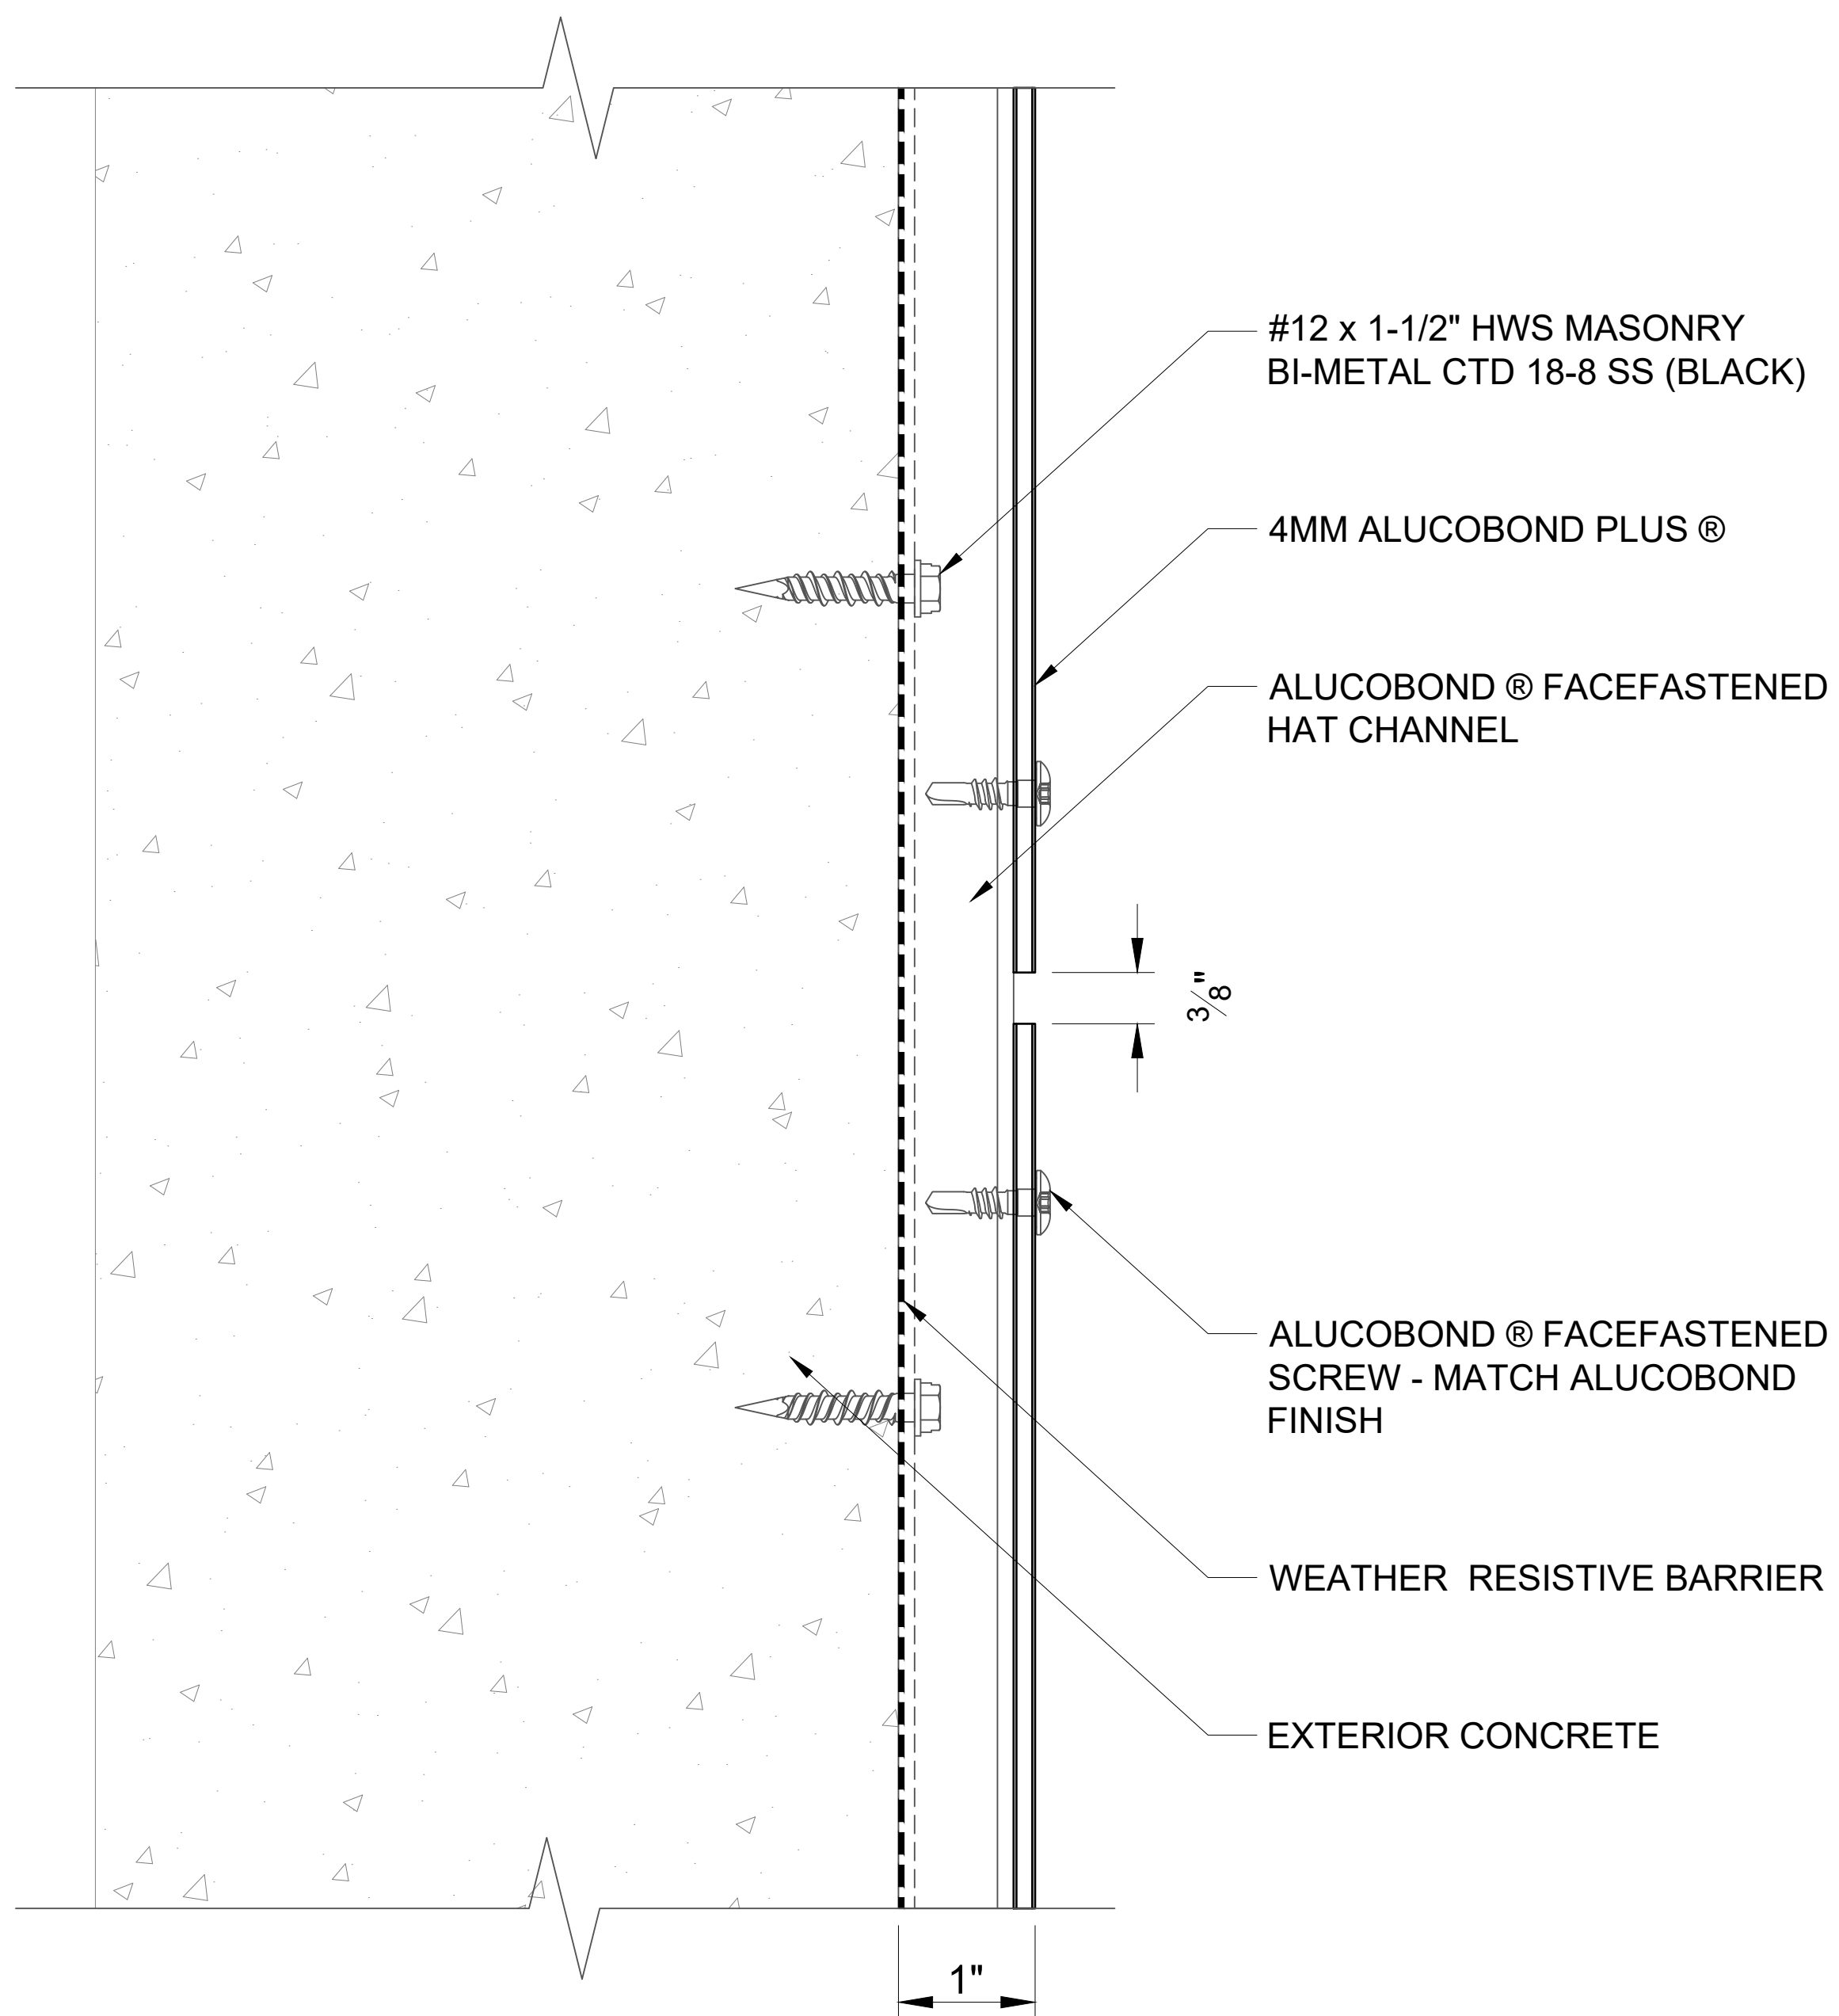 #12 x 1-1/2" HWS MASONRY
BI-METAL CTD 18-8 SS (BLACK)
4MM ALUCOBOND PLUS ®
ALUCOBOND ® FACEFASTENED
HAT CHANNEL
3/8"
ALUCOBOND ® FACEFASTENED
SCREW - MATCH ALUCOBOND
FINISH
WEATHER  RESISTIVE BARRIER
EXTERIOR CONCRETE
1"